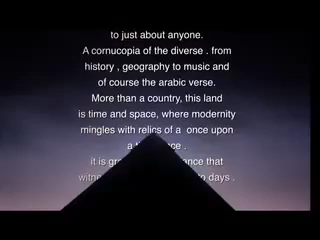 to just about anyone.
A cornucopia of the diverse . from
history , geography to music and
of course the arabic verse.
More than a country, this land
is time and space, where modernity
mingles with relics of a once upon
a
it is
that
days .